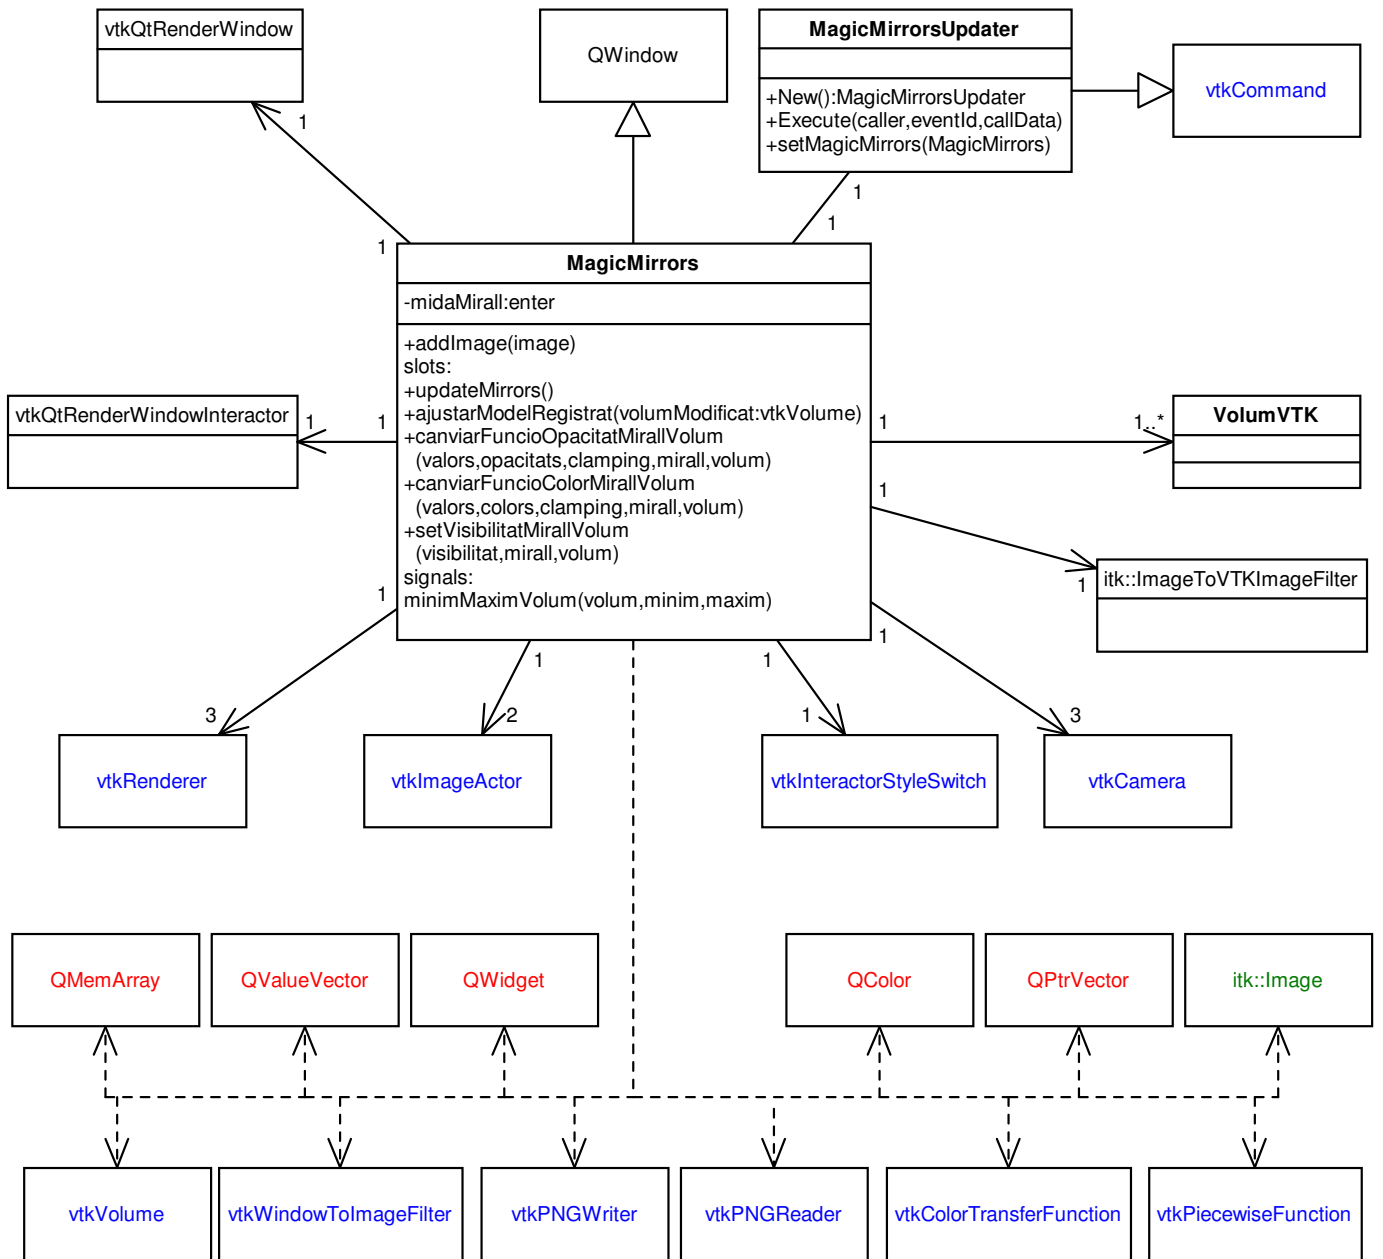 vtkQtRenderWindow
QWindow
MagicMirrorsUpdater
+New():MagicMirrorsUpdater
+Execute(caller,eventId,callData)
+setMagicMirrors(MagicMirrors)
vtkCommand
1
1
1
1
MagicMirrors
-midaMirall:enter
+addImage(image)
slots:
+updateMirrors()
+ajustarModelRegistrat(volumModificat:vtkVolume)
+canviarFuncioOpacitatMirallVolum
(valors,opacitats,clamping,mirall,volum)
+canviarFuncioColorMirallVolum
(valors,colors,clamping,mirall,volum)
+setVisibilitatMirallVolum
(visibilitat,mirall,volum)
signals:
minimMaximVolum(volum,minim,maxim)
vtkQtRenderWindowInteractor
1
1
1
1..*
VolumVTK
1
1
itk::ImageToVTKImageFilter
1
3
1
2
1
1
1
3
vtkRenderer
vtkImageActor
vtkInteractorStyleSwitch
vtkCamera
QMemArray
QValueVector
QWidget
QColor
QPtrVector
itk::Image
vtkVolume
vtkWindowToImageFilter
vtkPNGWriter
vtkPNGReader
vtkColorTransferFunction
vtkPiecewiseFunction